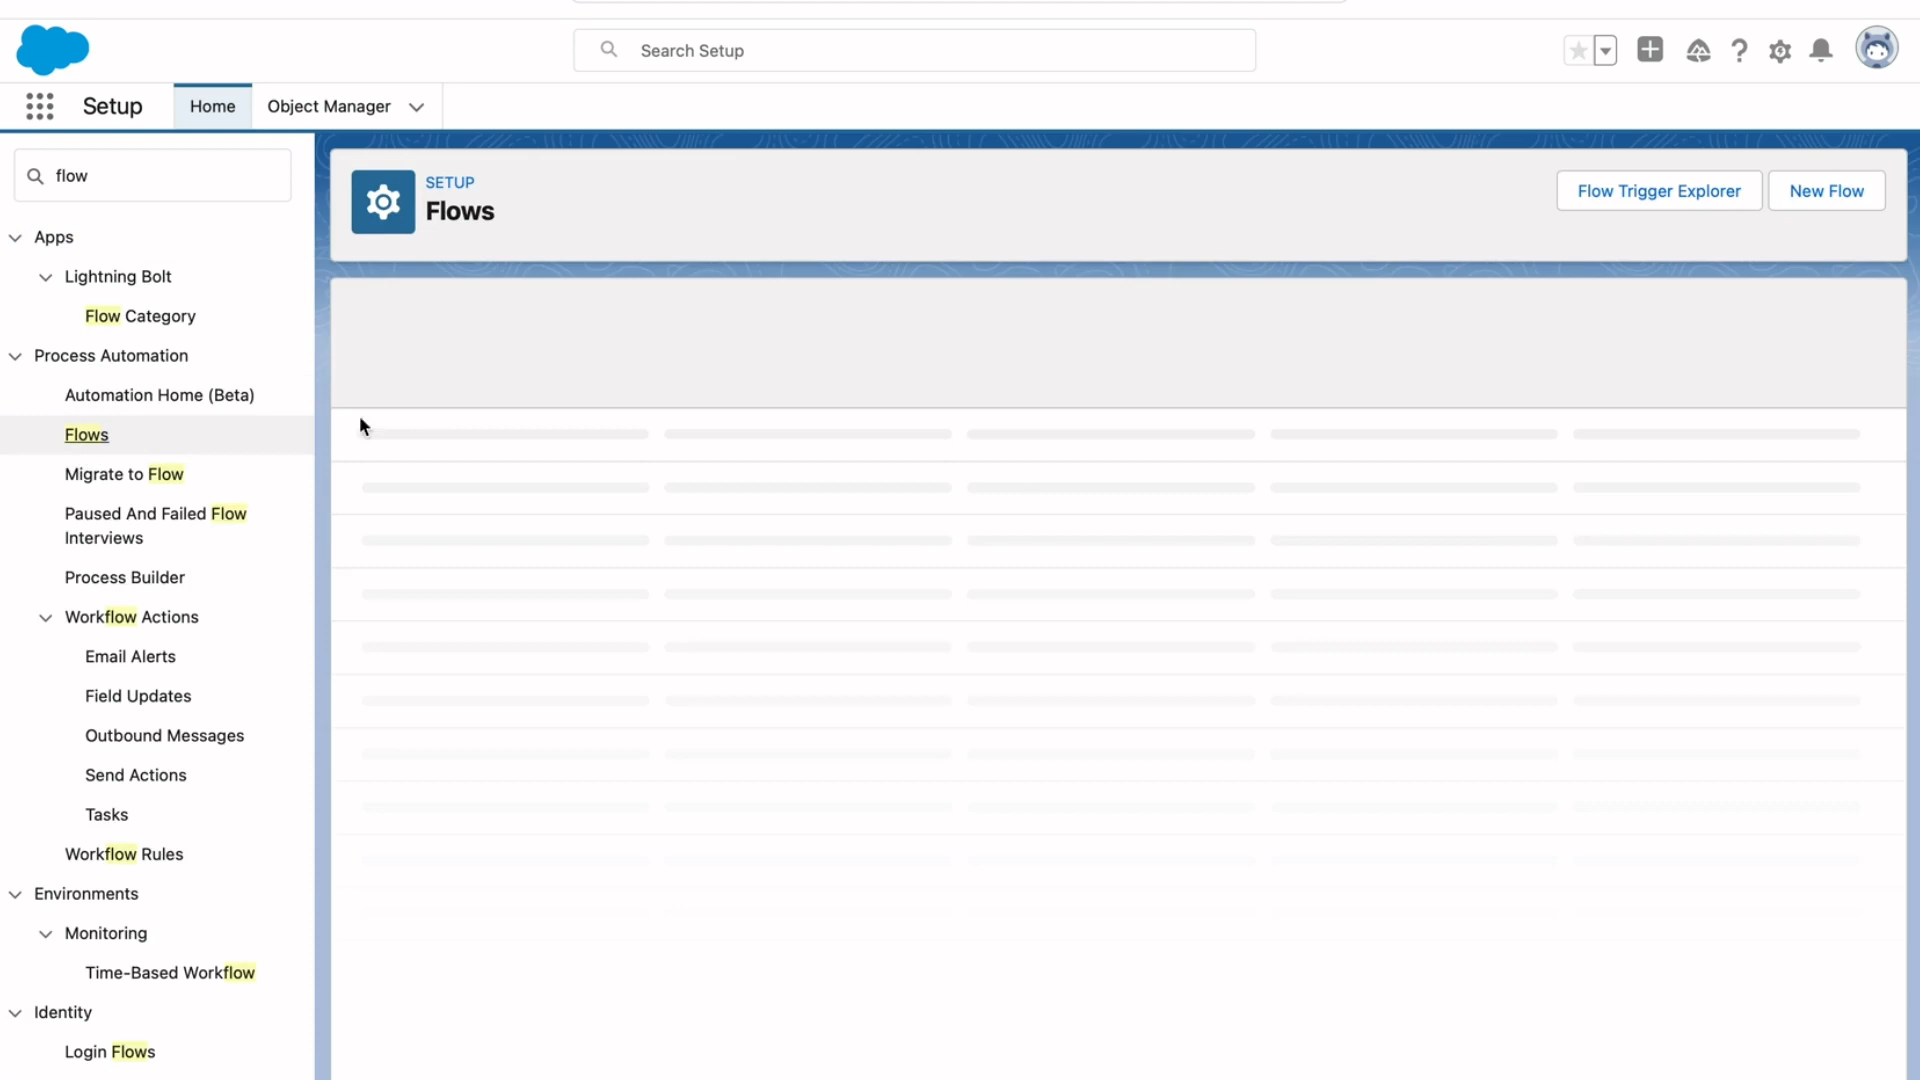 Search Setup
Setup
Home
Object Manager
flow
Apps
Lightning Bolt
Flow Category
Process Automation
Automation Home (Beta)
Flows
Migrate to Flow
Paused And Failed Flow
Interviews
Process Builder
Workflow Actions
Email Alerts
Field Updates
Outbound Messages
Send Actions
Tasks
Workflow Rules
Environments
Monitoring
Time-Based Workflow
Identity
Login Flows
SETUP
Flows
Flow Trigger Explorer
New Flow